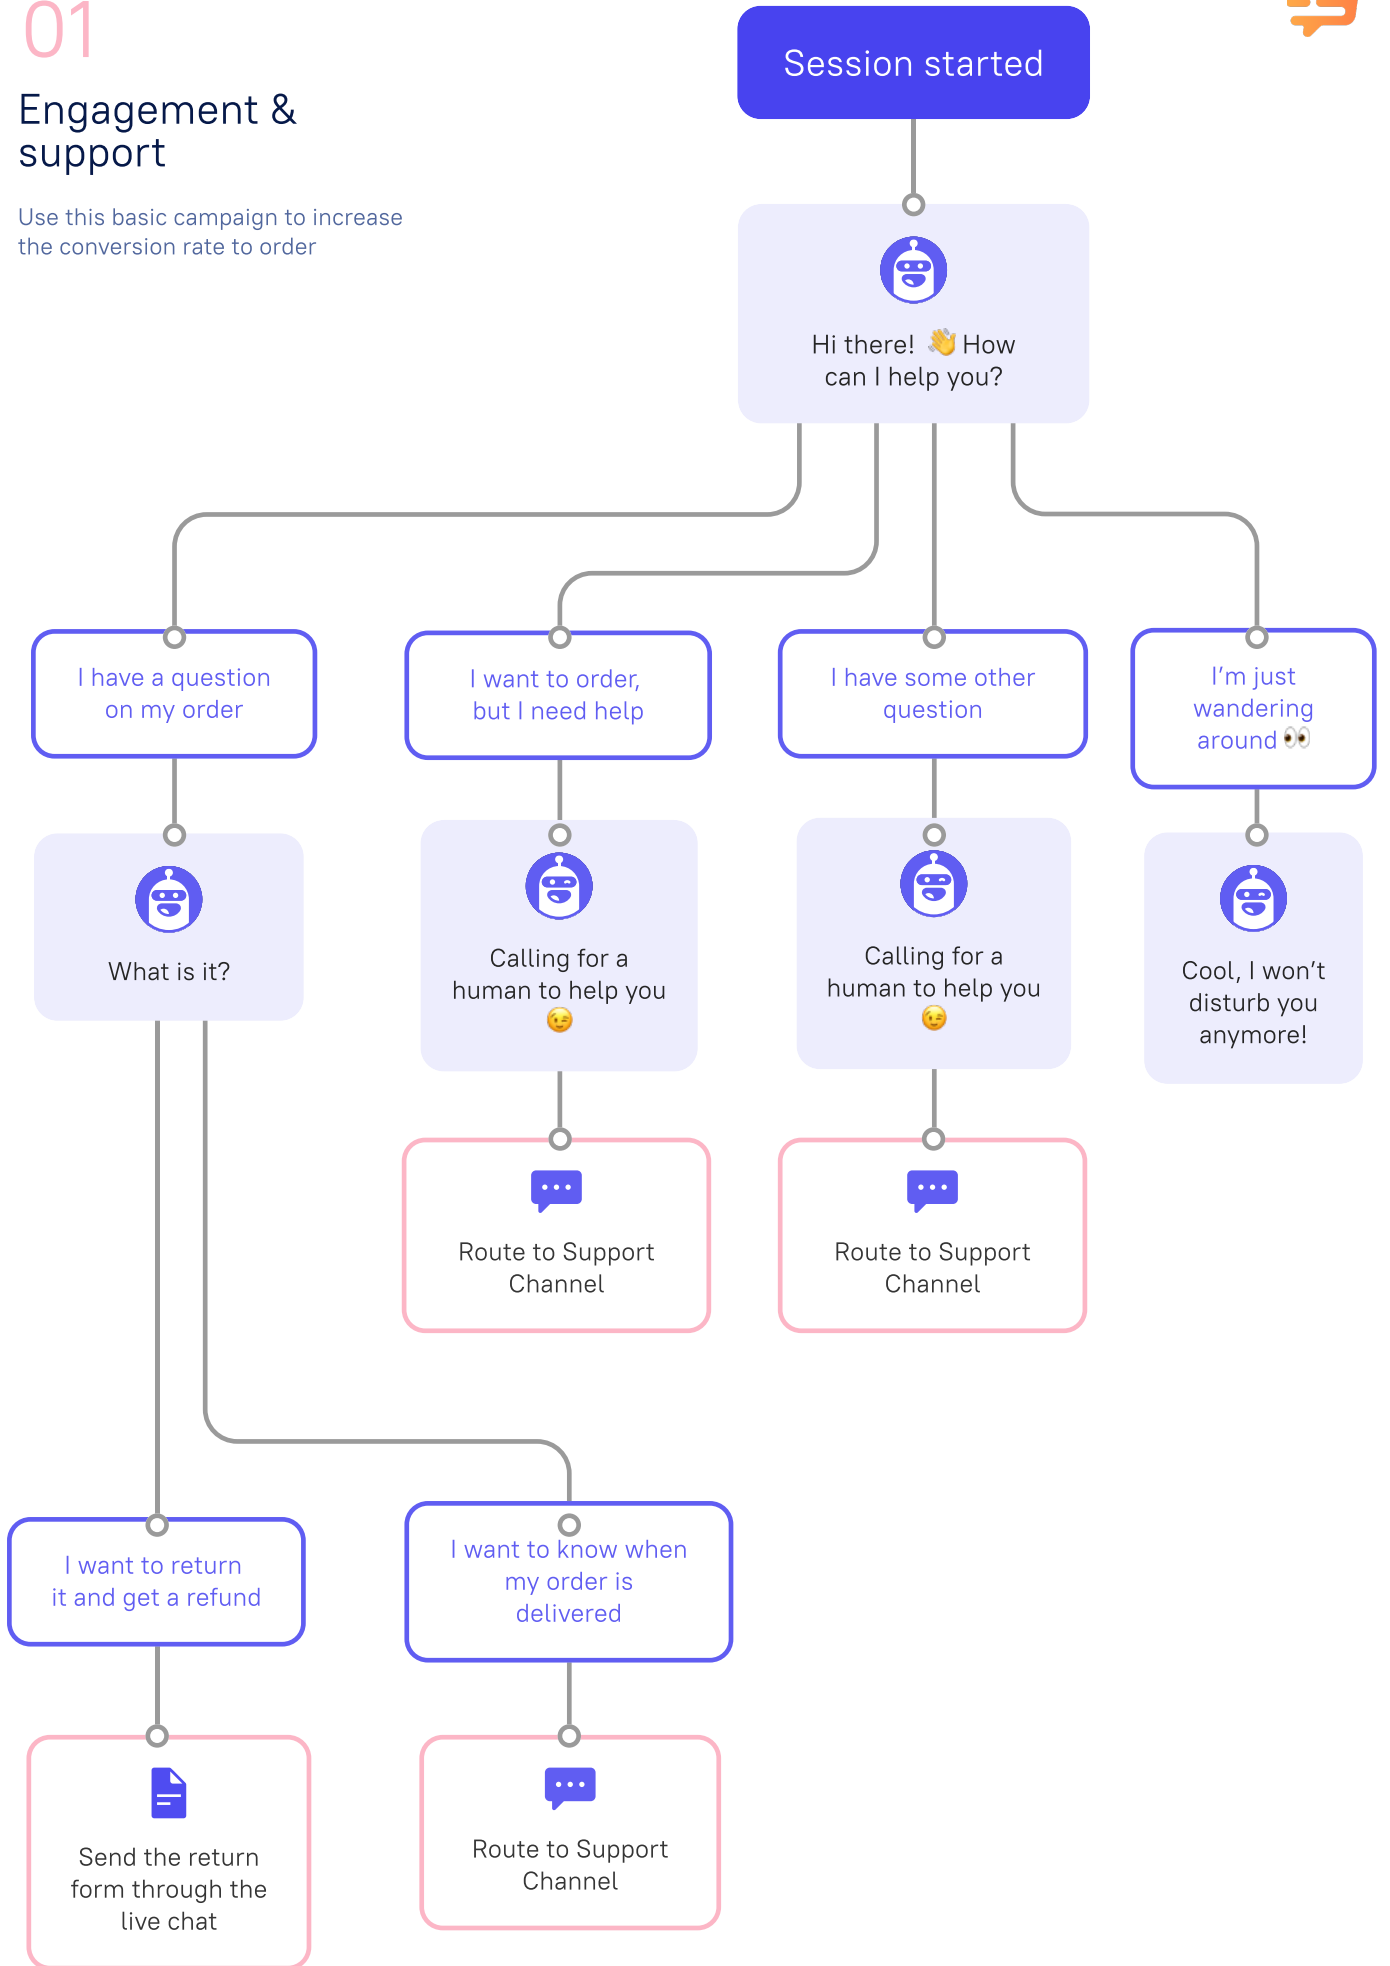 01
Engagement &
support
Use this basic campaign to increase
the conversion rate to order
Session started
Hi there! 👋 How
can I help you?
I have a question
on my order
I want to order,
but I need help
I have some other
question
I’m just
wandering
around 👀
What is it?
Calling for a
human to help you
😉
Calling for a
human to help you
😉
Cool, I won’t
disturb you
anymore!
Route to Support
Channel
Route to Support
Channel
I want to return
it and get a refund
I want to know when
my order is
delivered
Send the return
form through the
live chat
Route to Support
Channel